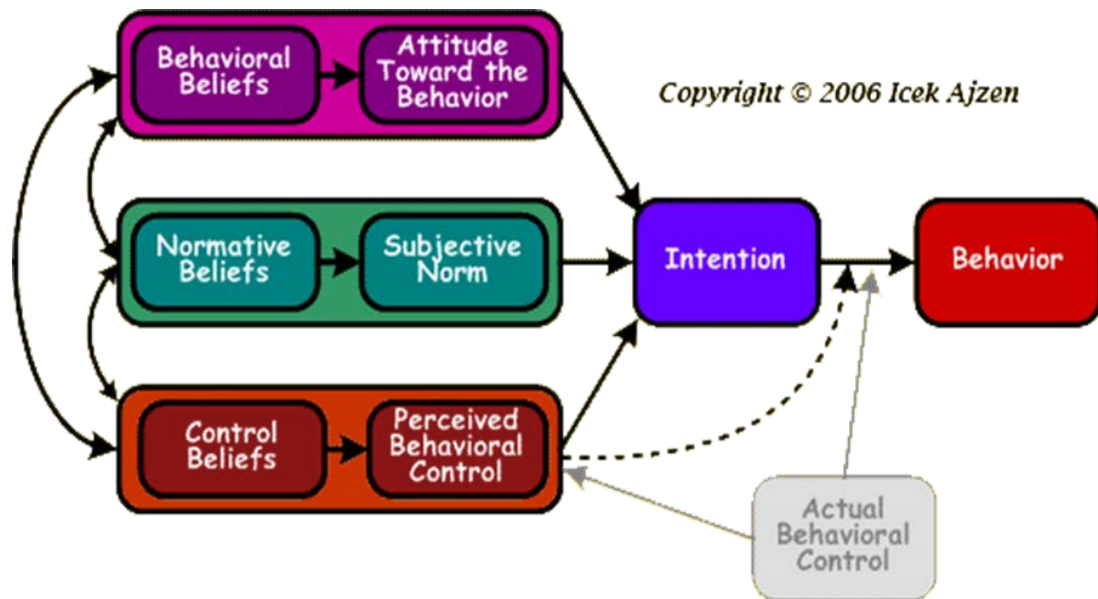 Behavioral
Beliefs
Attitude
Toward the
Behavior
Copyright © 2006 Icek Ajzen
Normative
Beliefs
Subjective
Norm
Intention
Behavior
Control
Beliefs
Perceived
Behavioral
Control
Actual
Behavioral
Control